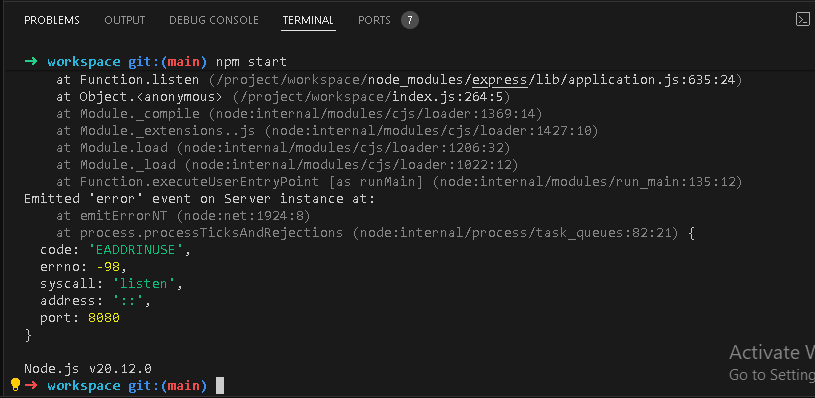 PROBLEMS OUTPUT DEBUG CONSOLE TERMINAL PORTS 7
➜ workspace git:(main) npm start
at Function.listen (/project/workspace/node_modules/express/lib/application.js:635:24)
at Object.<anonymous> (/project/workspace/index.js:264:5)
at Module._compile (node:internal/modules/cjs/loader:1369:14)
at Module._extensions..js (node:internal/modules/cjs/loader:1427:10)
at Module.load (node:internal/modules/cjs/loader:1206:32)
at Module._load (node:internal/modules/cjs/loader:1022:12)
at Function.executeUserEntryPoint [as runMain] (node:internal/modules/run_main:135:12)
Emitted 'error' event on Server instance at:
at emitErrorNT (node:net:1924:8)
at process.processTicksAndRejections (node:internal/process/task_queues:82:21) {
code: 'EADDRINUSE',
errno: -98,
syscall: 'listen',
address: '::',
port: 8080
}
Node.js v20.12.0
➜ workspace git:(main)
Activate W
Go to Setting